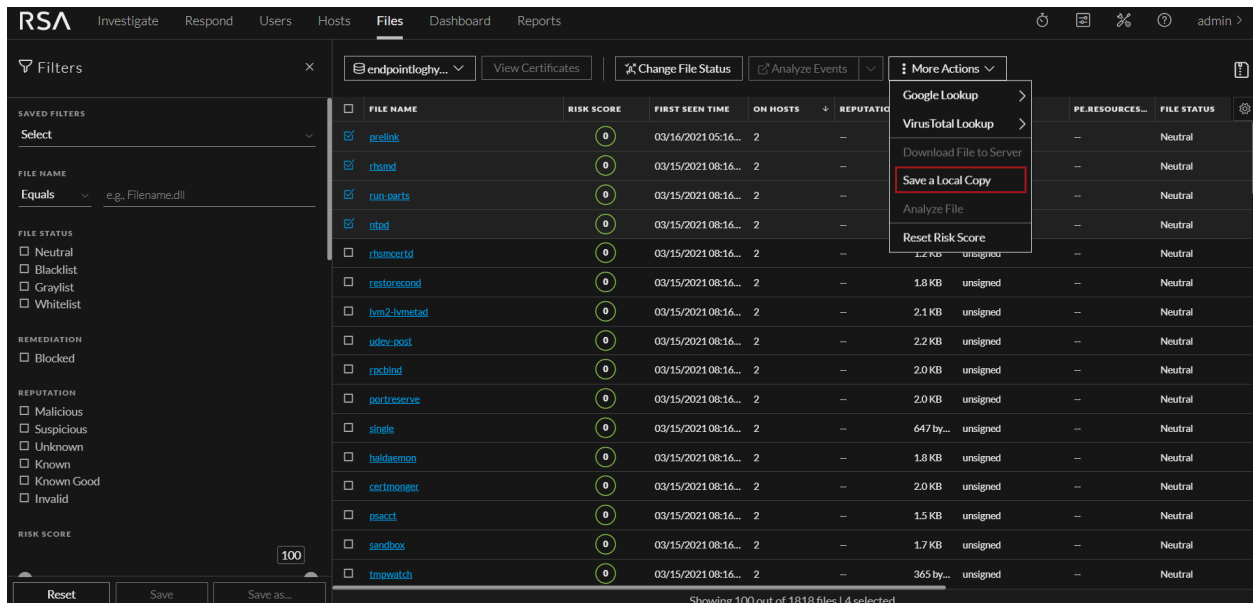 RSA Investigate Respond Users Hosts Files Dashboard Reports admin >
Filters ×
SAVED FILTERS
Select
FILE NAME
Equals e.g., Filename.dll
FILE STATUS
Neutral
Blacklist
Graylist
Whitelist
REMEDIATION
Blocked
REPUTATION
Malicious
Suspicious
Unknown
Known
Known Good
Invalid
RISK SCORE
100
Reset Save Save as...
endpointloghy... View Certificates Change File Status Analyze Events More Actions
Google Lookup >
VirusTotal Lookup >
Download File to Server
Save a Local Copy
Analyze File
Reset Risk Score
FILE NAME RISK SCORE FIRST SEEN TIME ON HOSTS ↓ REPUTATIO PE.RESOURCES... FILE STATUS
prelink 0 03/16/2021 05:16... 2 -- -- Neutral
rhsmd 0 03/15/2021 08:16... 2 -- -- Neutral
run-parts 0 03/15/2021 08:16... 2 -- -- Neutral
ntpd 0 03/15/2021 08:16... 2 -- -- Neutral
rhsmcertd 0 03/15/2021 08:16... 2 -- 1.2 KB unsigned -- Neutral
restorecond 0 03/15/2021 08:16... 2 -- 1.8 KB unsigned -- Neutral
lvm2-lvmetad 0 03/15/2021 08:16... 2 -- 2.1 KB unsigned -- Neutral
udev-post 0 03/15/2021 08:16... 2 -- 2.2 KB unsigned -- Neutral
rpcbind 0 03/15/2021 08:16... 2 -- 2.0 KB unsigned -- Neutral
portreserve 0 03/15/2021 08:16... 2 -- 2.0 KB unsigned -- Neutral
single 0 03/15/2021 08:16... 2 -- 647 by... unsigned -- Neutral
haldaemon 0 03/15/2021 08:16... 2 -- 1.8 KB unsigned -- Neutral
certmonger 0 03/15/2021 08:16... 2 -- 2.0 KB unsigned -- Neutral
psacct 0 03/15/2021 08:16... 2 -- 1.5 KB unsigned -- Neutral
sandbox 0 03/15/2021 08:16... 2 -- 1.7 KB unsigned -- Neutral
tmpwatch 0 03/15/2021 08:16... 2 -- 365 by... unsigned -- Neutral
Showing 100 out of 1818 files | 4 selected